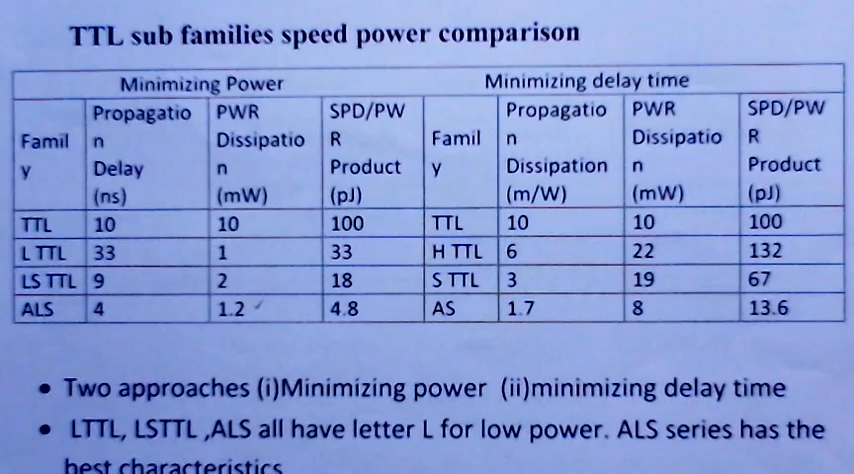 TTL sub families speed power comparison
Minimizing Power Minimizing delay time
Propagatio PWR SPD/PW Propagatio PWR SPD/PW
Famil n Dissipatio R Famil n Dissipatio R
y Delay n Product y Dissipation n Product
(ns) (mW) (pJ) (m/W) (mW) (pJ)
TTL 10 10 100 TTL 10 10 100
L TTL 33 1 33 H TTL 6 22 132
LS TTL 9 2 18 S TTL 3 19 67
ALS 4 1.2 4.8 AS 1.7 8 13.6
• Two approaches (i)Minimizing power (ii)minimizing delay time
• LTTL, LSTTL ,ALS all have letter L for low power. ALS series has the
best characteristics